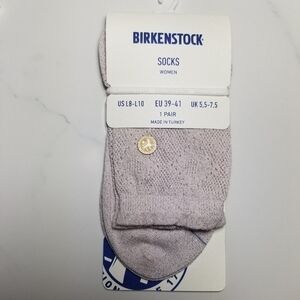 BIRKENSTOCK
SOCKS
WOMEN
US L8-L10 EU 39-41 UK 5,5-7,5
1 PAIR
MADE IN TURKEY